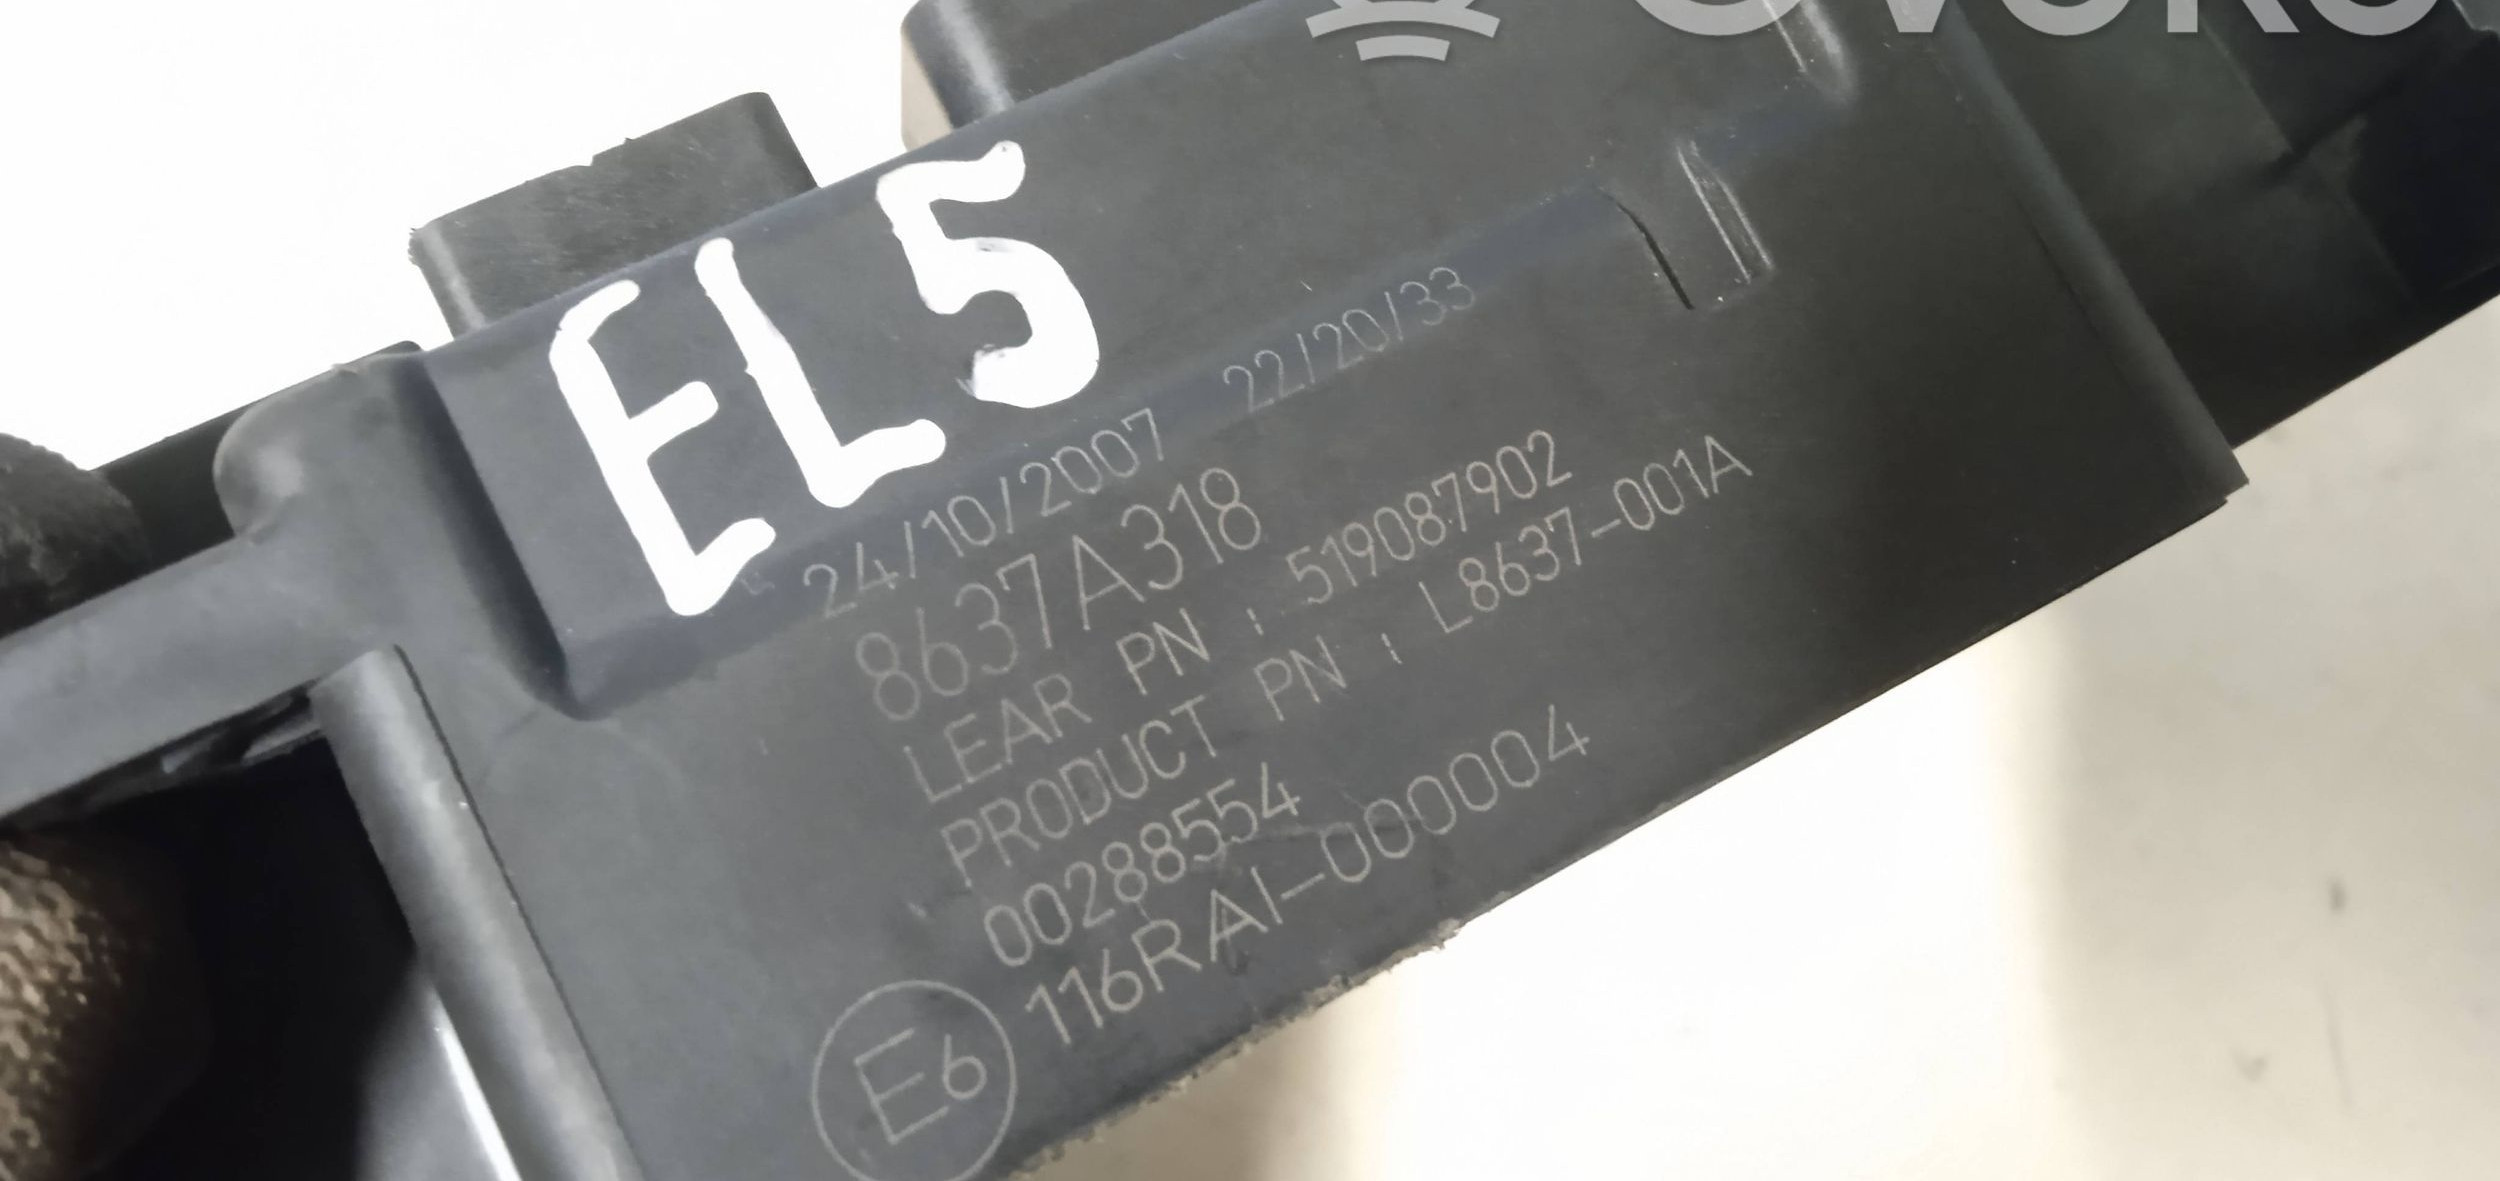 EL5
24/10/2007 22/20/33
8637A318
LEAR PN : 519087902
PRODUCT PN : L8637-001A
00288554
116RAI-000004
E6